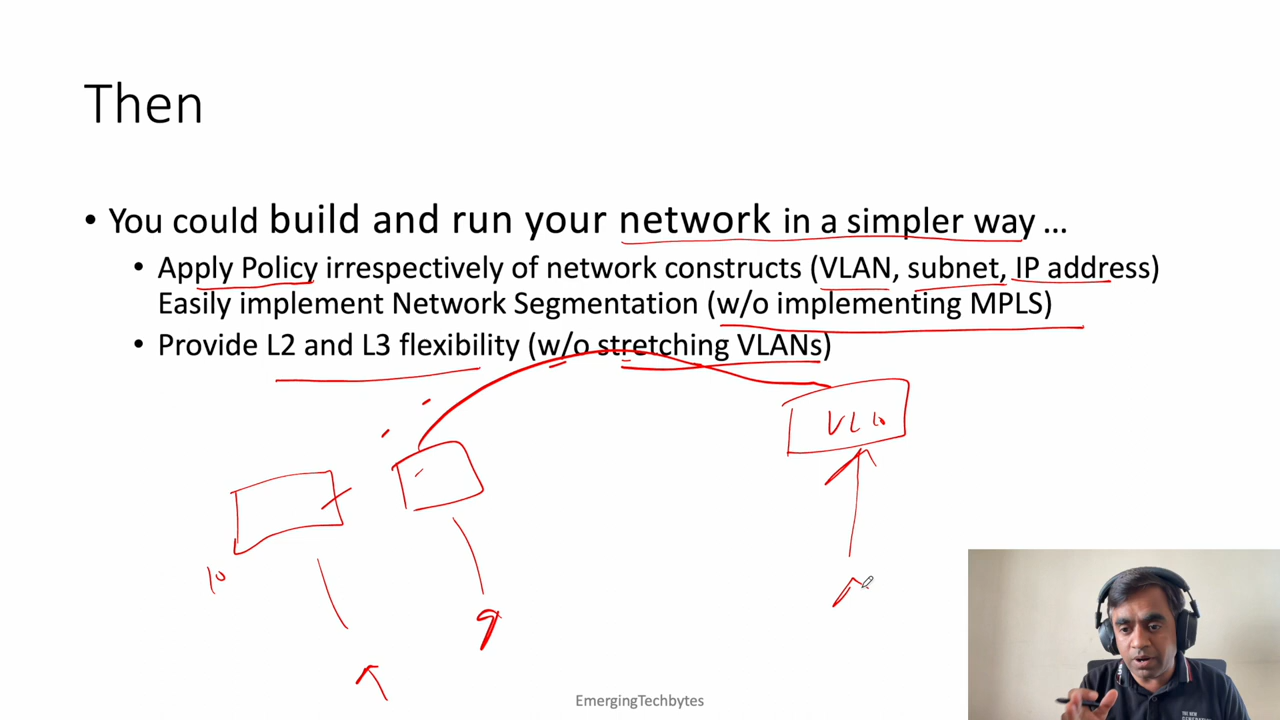 Then
• You could build and run your network in a simpler way ...
• Apply Policy irrespectively of network constructs (VLAN, subnet, IP address)
Easily implement Network Segmentation (w/o implementing MPLS)
• Provide L2 and L3 flexibility (w/o stretching VLANs)
10
EmergingTechbytes